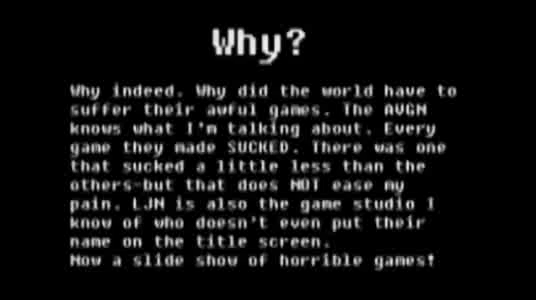 Why?
Why indeed. Why did the world have to
suffer their awful games. The AVGN
knows what I'm talking about. Every
game they made SUCKED. There was one
that sucked a little less than the
others-but that does NOT ease my
pain. LJN is also the game studio I
know of who doesn't even put their
name on the title screen.
Now a slide show of horrible games!